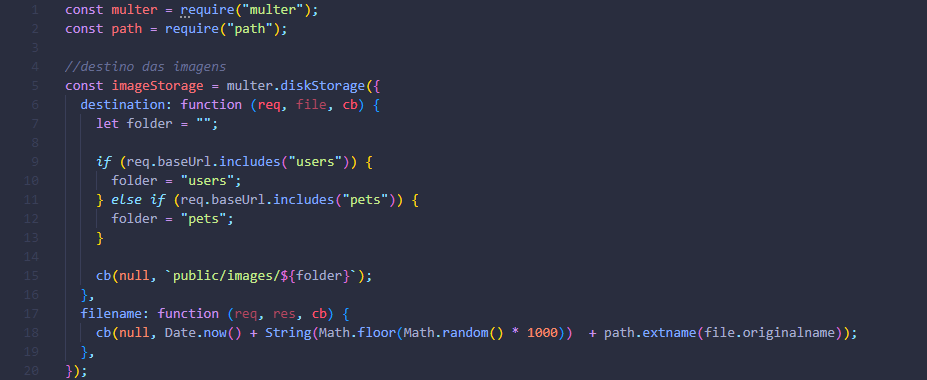 1 const multer = require("multer");
2 const path = require("path");
3
4 //destino das imagens
5 const imageStorage = multer.diskStorage({
6   destination: function (req, file, cb) {
7     let folder = "";
8
9     if (req.baseUrl.includes("users")) {
10       folder = "users";
11     } else if (req.baseUrl.includes("pets")) {
12       folder = "pets";
13     }
14
15     cb(null, `public/images/${folder}`);
16   },
17   filename: function (req, res, cb) {
18     cb(null, Date.now() + String(Math.floor(Math.random() * 1000))  + path.extname(file.originalname));
19   },
20 });